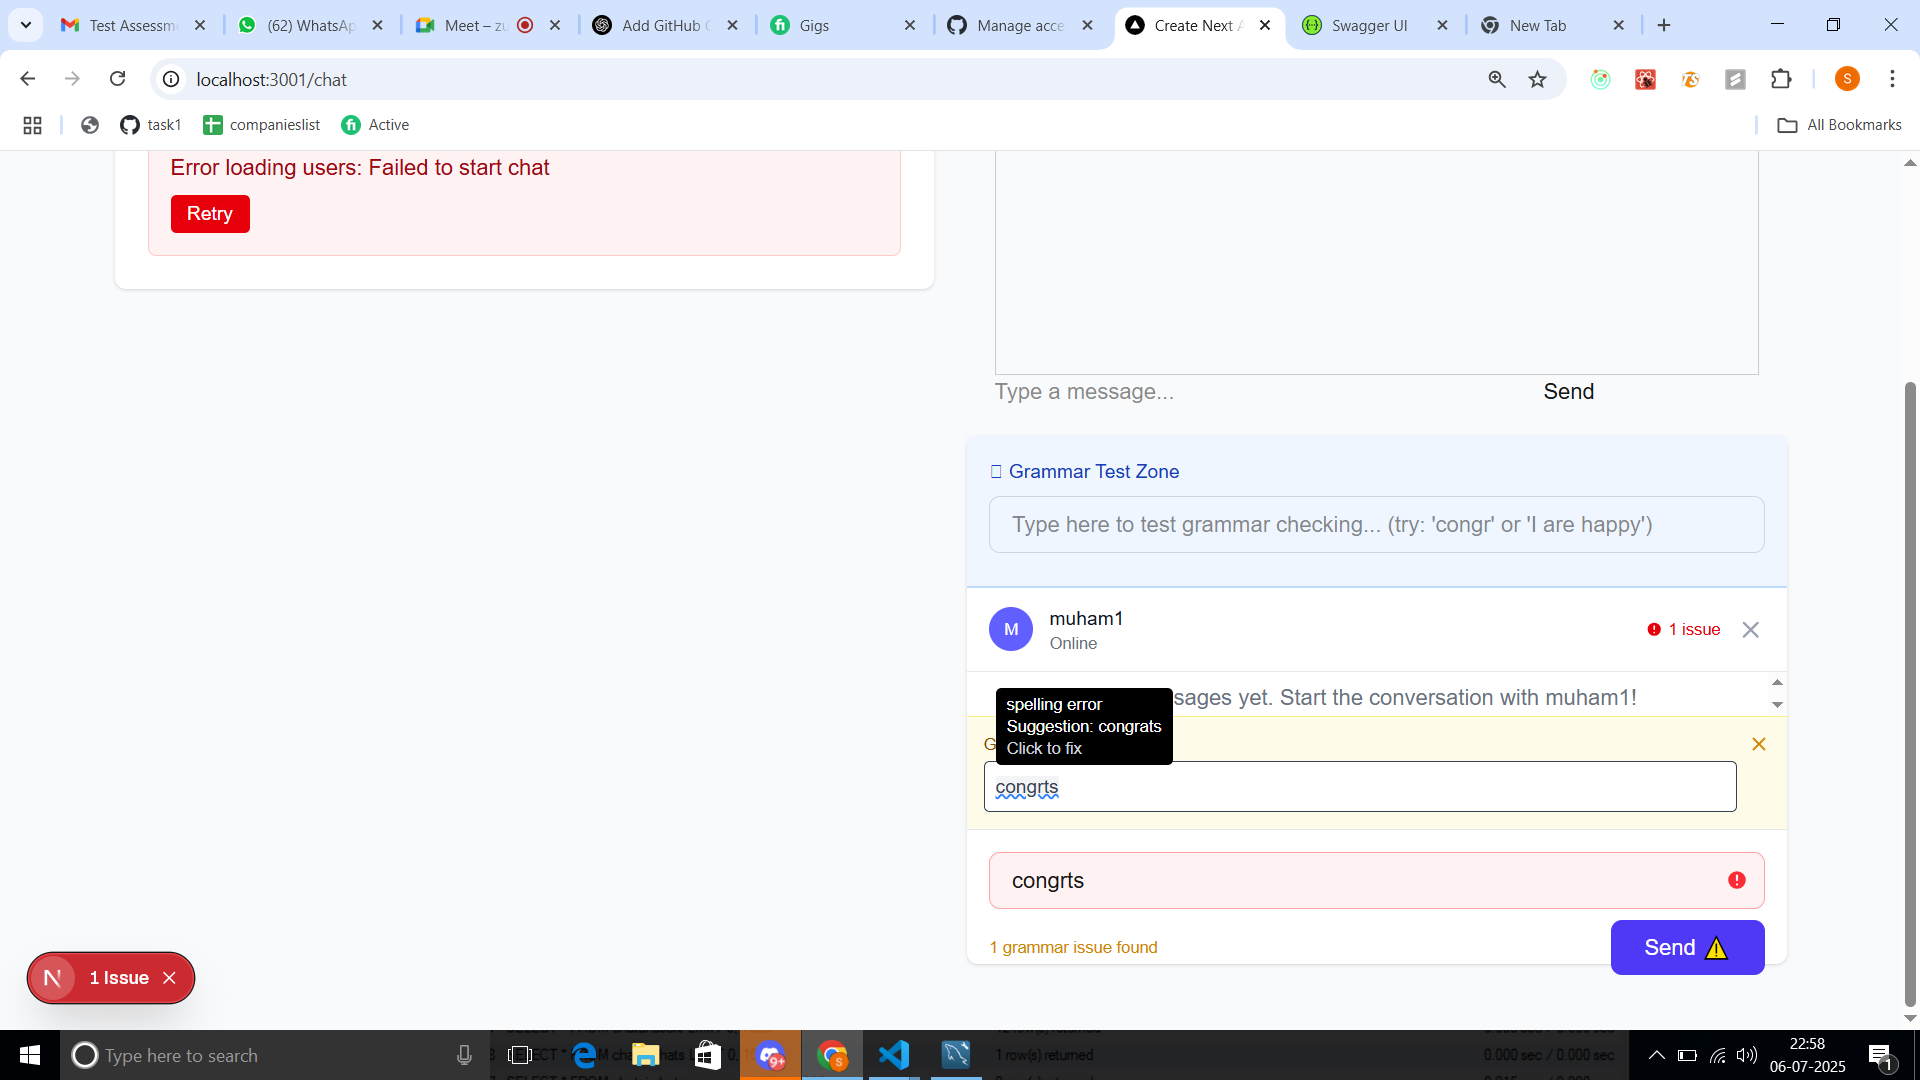 Test Assessm
(62) WhatsAp
Meet – zu
Add GitHub C
Gigs
Manage acce
Create Next A
Swagger UI
New Tab
localhost:3001/chat
S
task1
companieslist
Active
All Bookmarks
Error loading users: Failed to start chat
Retry
Type a message...
Send
Grammar Test Zone
Type here to test grammar checking... (try: 'congr' or 'I are happy')
M
muham1
Online
1 issue
sages yet. Start the conversation with muham1!
spelling error
Suggestion: congrats
Click to fix
G
congrts
congrts
1 grammar issue found
Send
N
1 Issue
Type here to search
1 row(s) returned
0.000 sec / 0.000 sec
9+
22:58
06-07-2025
1